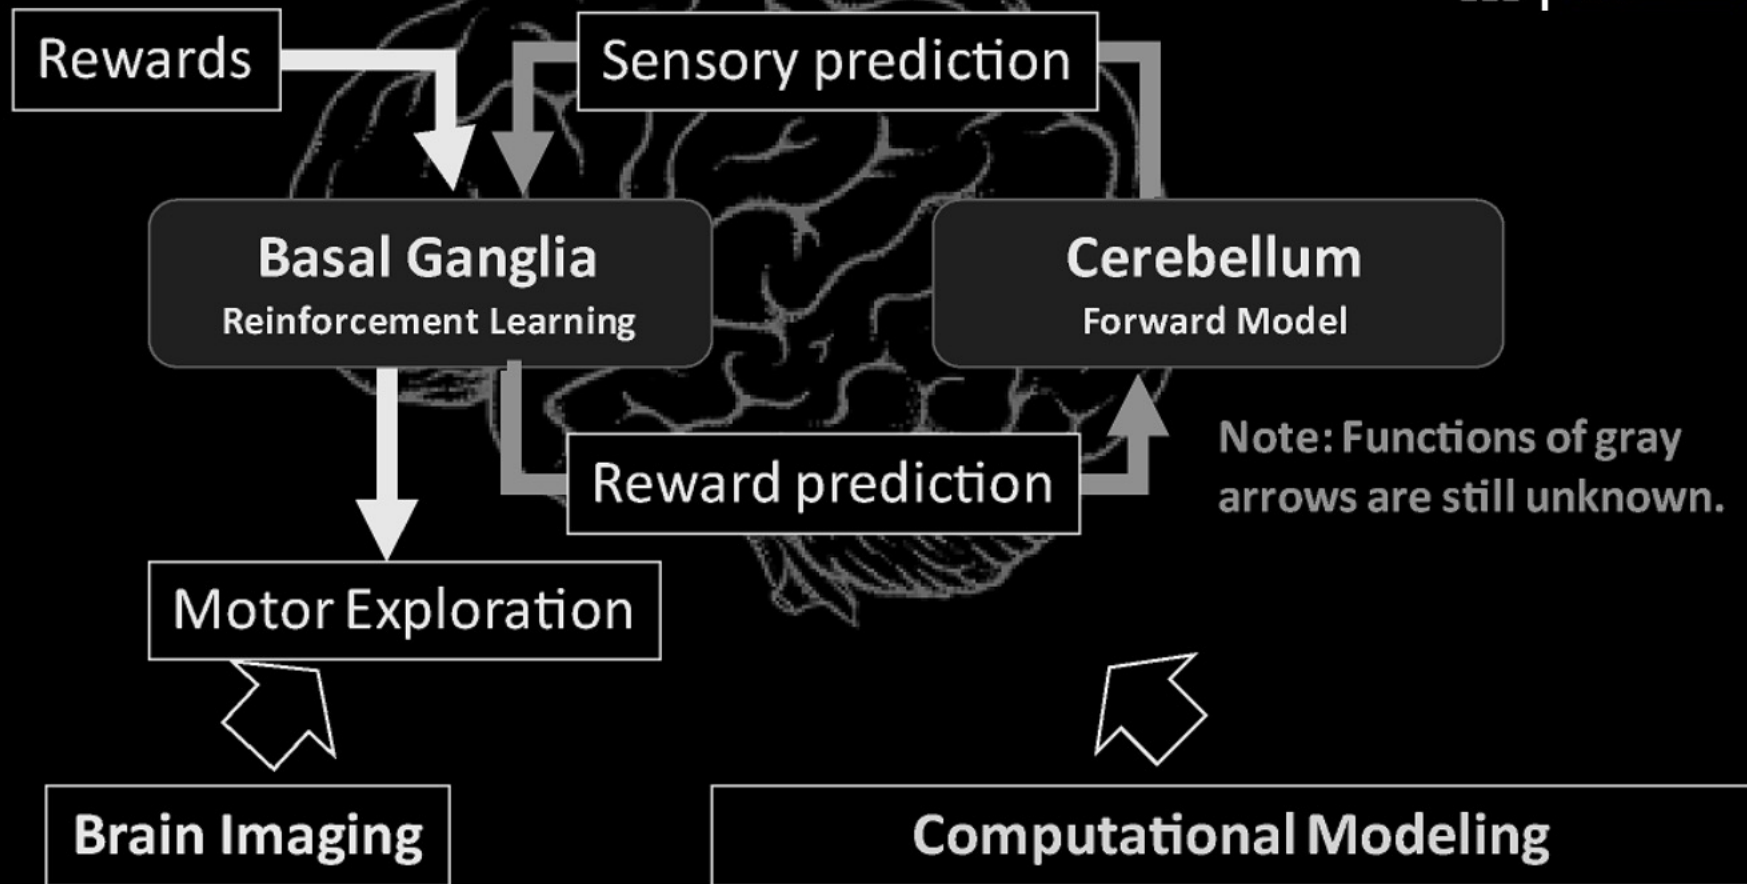 Rewards
Sensory prediction
Basal Ganglia
Reinforcement Learning
Cerebellum
Forward Model
Reward prediction
Note: Functions of gray
arrows are still unknown.
Motor Exploration
Brain Imaging
Computational Modeling